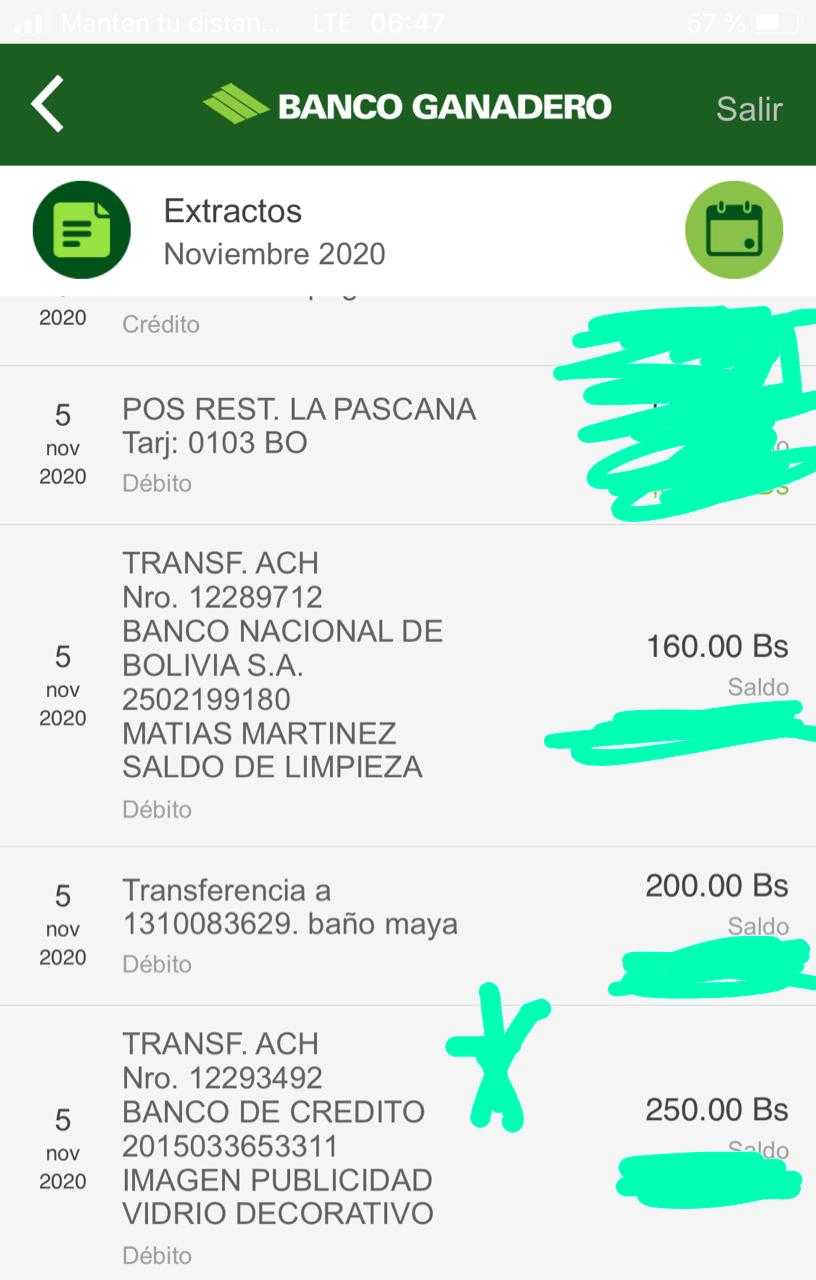 Manten tu distan... LTE 06:47 57 %
BANCO GANADERO Salir
Extractos
Noviembre 2020
2020
Crédito
5
nov
2020
POS REST. LA PASCANA
Tarj: 0103 BO
Débito
5
nov
2020
TRANSF. ACH
Nro. 12289712
BANCO NACIONAL DE
BOLIVIA S.A.
2502199180
MATIAS MARTINEZ
SALDO DE LIMPIEZA
Débito
160.00 Bs
Saldo
5
nov
2020
Transferencia a
1310083629. baño maya
Débito
200.00 Bs
Saldo
5
nov
2020
TRANSF. ACH
Nro. 12293492
BANCO DE CREDITO
2015033653311
IMAGEN PUBLICIDAD
VIDRIO DECORATIVO
Débito
250.00 Bs
Saldo